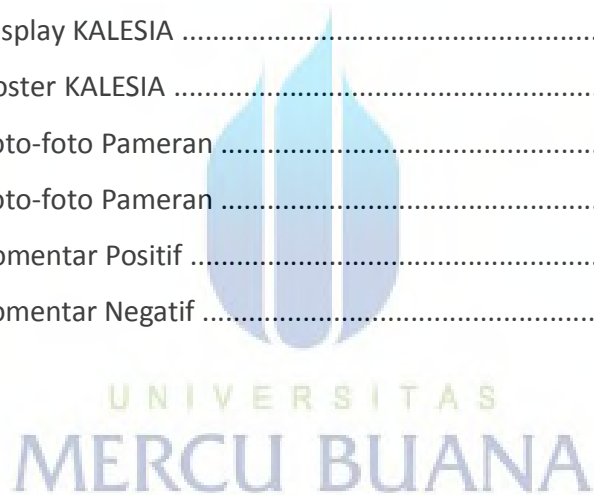 splay KALESIA ........................................................
oster KALESIA .........................................................
oto-foto Pameran ...................................................
oto-foto Pameran ...................................................
omentar Positif .......................................................
omentar Negatif .....................................................
UNIVERSITAS
MERCU BUANA